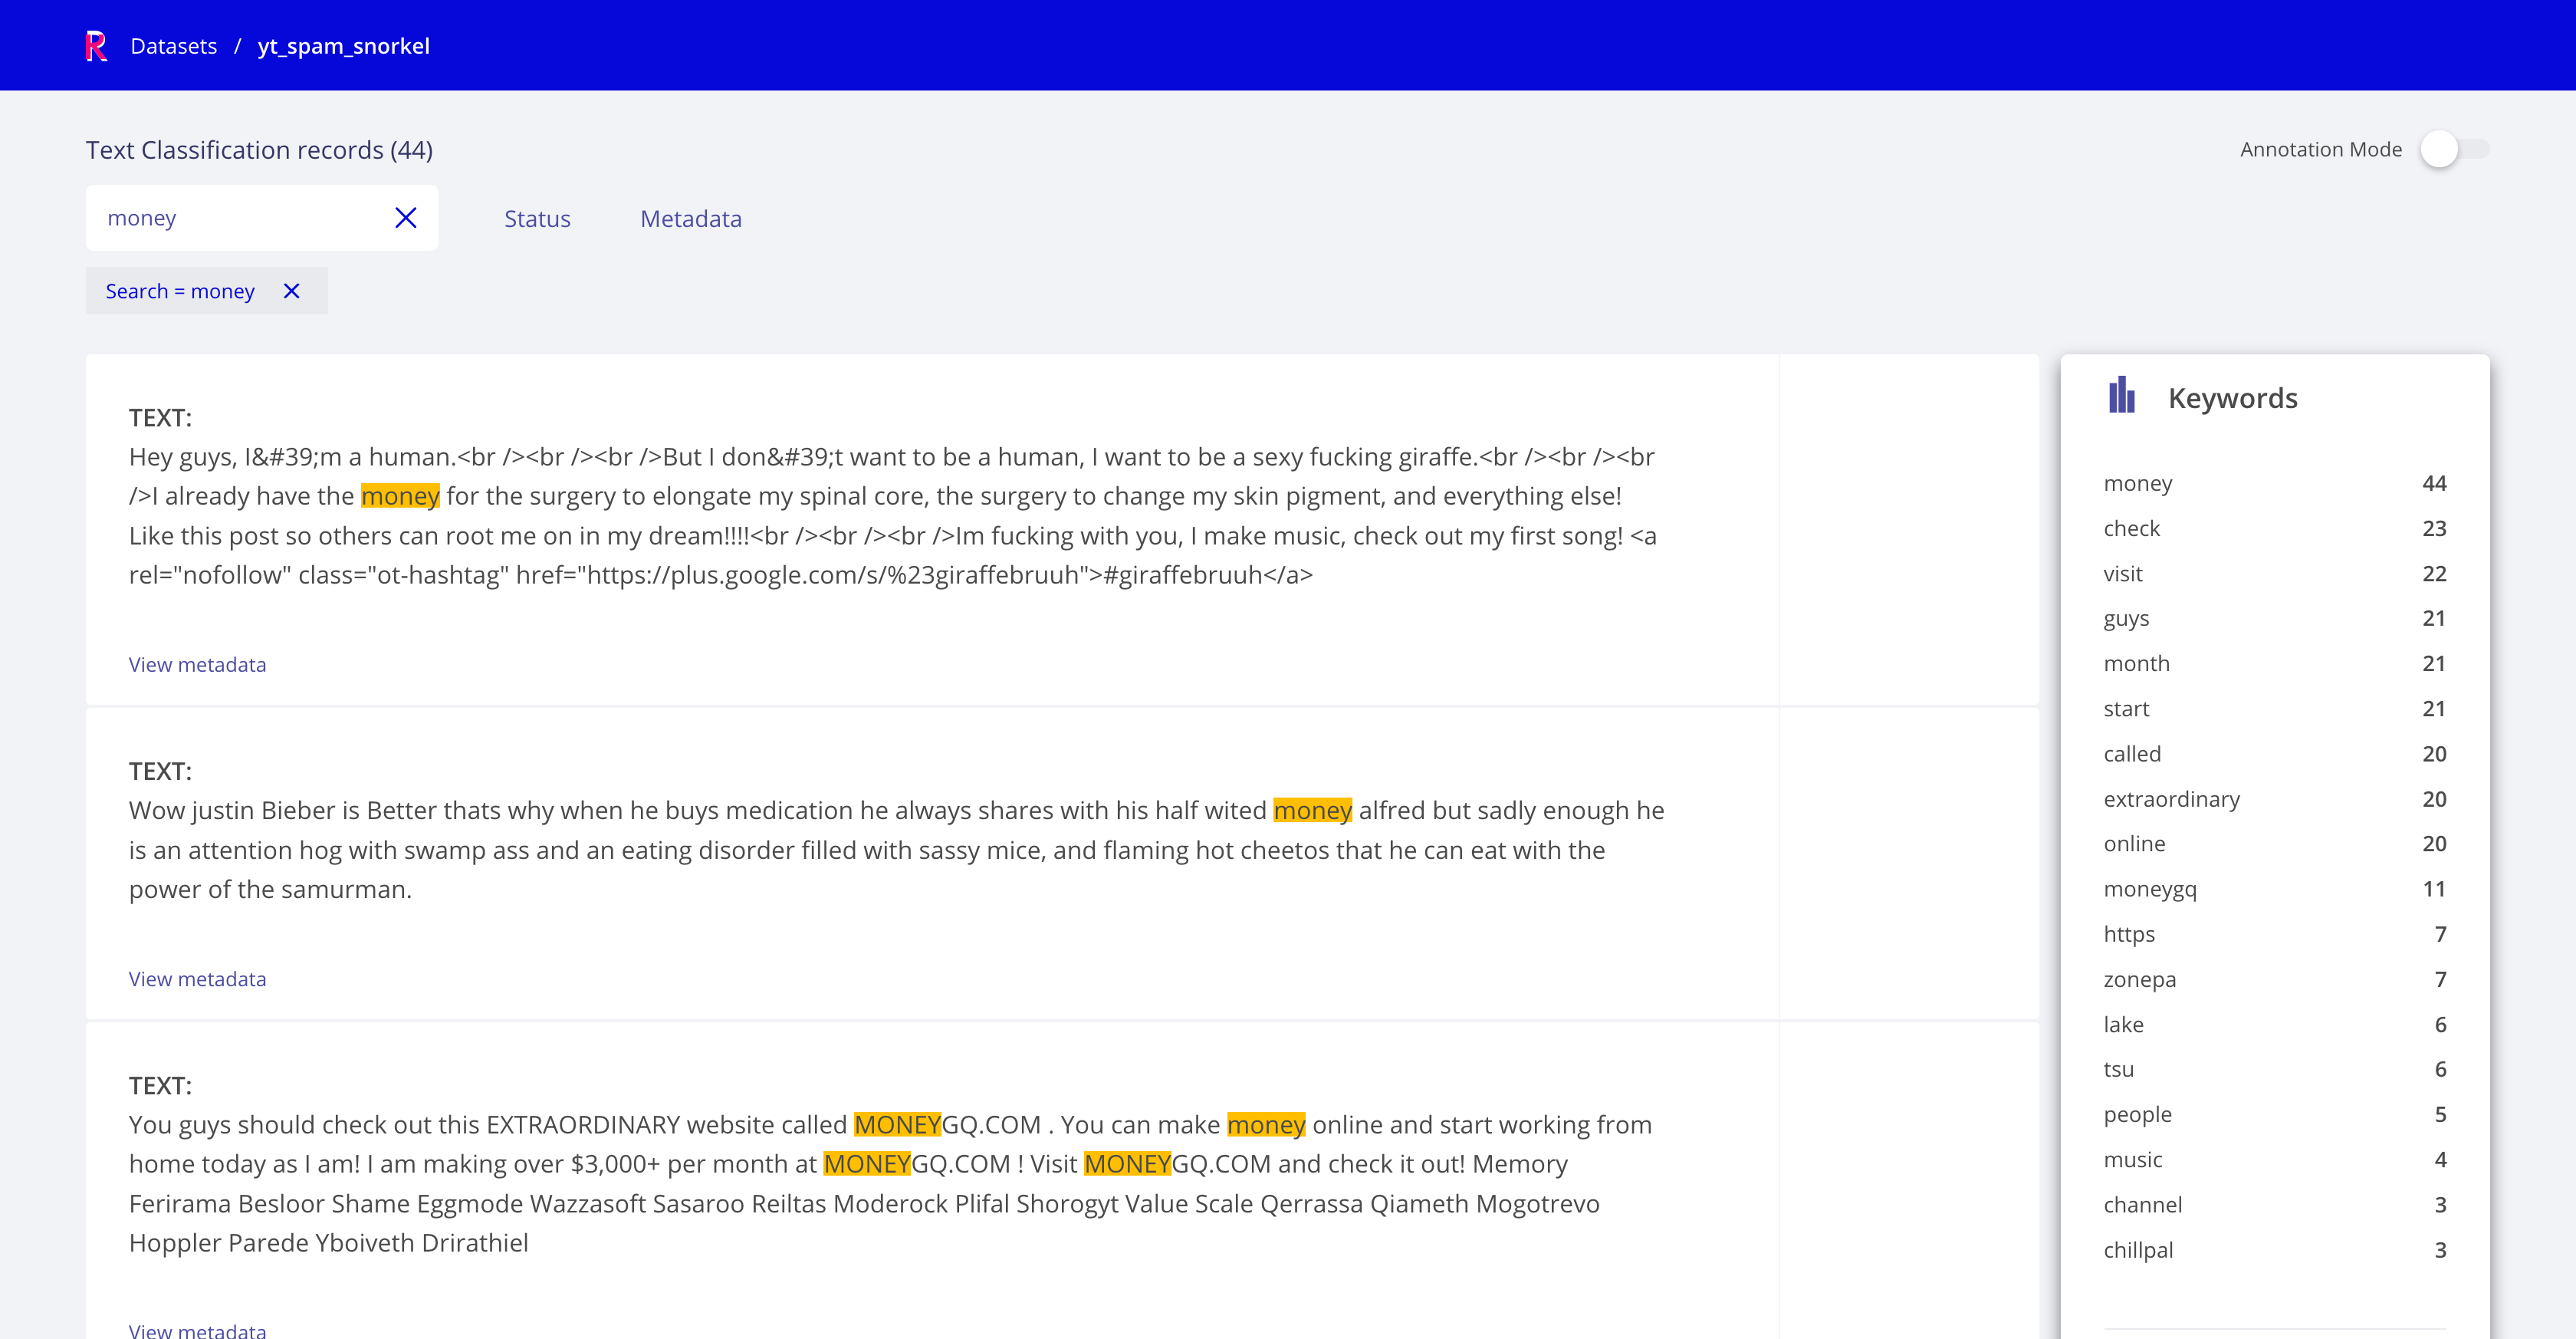 R Datasets / yt_spam_snorkel
Text Classification records (44)
Annotation Mode
money
Status
Metadata
Search = money
TEXT:
Hey guys, I&#39;m a human.<br /><br /><br />But I don&#39;t want to be a human, I want to be a sexy fucking giraffe.<br /><br /><br
/>I already have the money for the surgery to elongate my spinal core, the surgery to change my skin pigment, and everything else!
Like this post so others can root me on in my dream!!!!<br /><br /><br />Im fucking with you, I make music, check out my first song! <a
rel="nofollow" class="ot-hashtag" href="https://plus.google.com/s/%23giraffebruuh">#giraffebruuh</a>
View metadata
TEXT:
Wow justin Bieber is Better thats why when he buys medication he always shares with his half wited money alfred but sadly enough he
is an attention hog with swamp ass and an eating disorder filled with sassy mice, and flaming hot cheetos that he can eat with the
power of the samurman.
View metadata
TEXT:
You guys should check out this EXTRAORDINARY website called MONEYGQ.COM . You can make money online and start working from
home today as I am! I am making over $3,000+ per month at MONEYGQ.COM ! Visit MONEYGQ.COM and check it out! Memory
Ferirama Besloor Shame Eggmode Wazzasoft Sasaroo Reiltas Moderock Plifal Shorogyt Value Scale Qerrassa Qiameth Mogotrevo
Hoppler Parede Yboiveth Drirathiel
View metadata
Keywords
money 44
check 23
visit 22
guys 21
month 21
start 21
called 20
extraordinary 20
online 20
moneygq 11
https 7
zonepa 7
lake 6
tsu 6
people 5
music 4
channel 3
chillpal 3